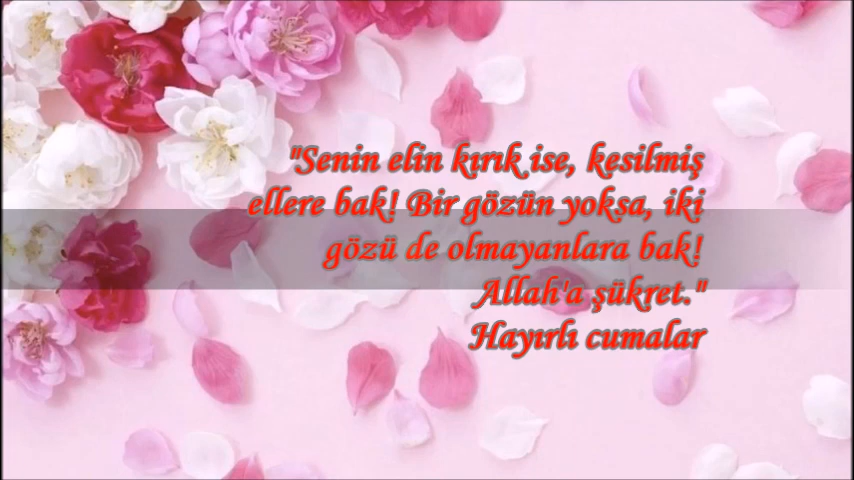 "Senin elin kırık ise, kesilmiş
ellere bak! Bir gözün yoksa, iki
gözü de olmayanlara bak!
Allah'a şükret."
Hayırlı cumalar